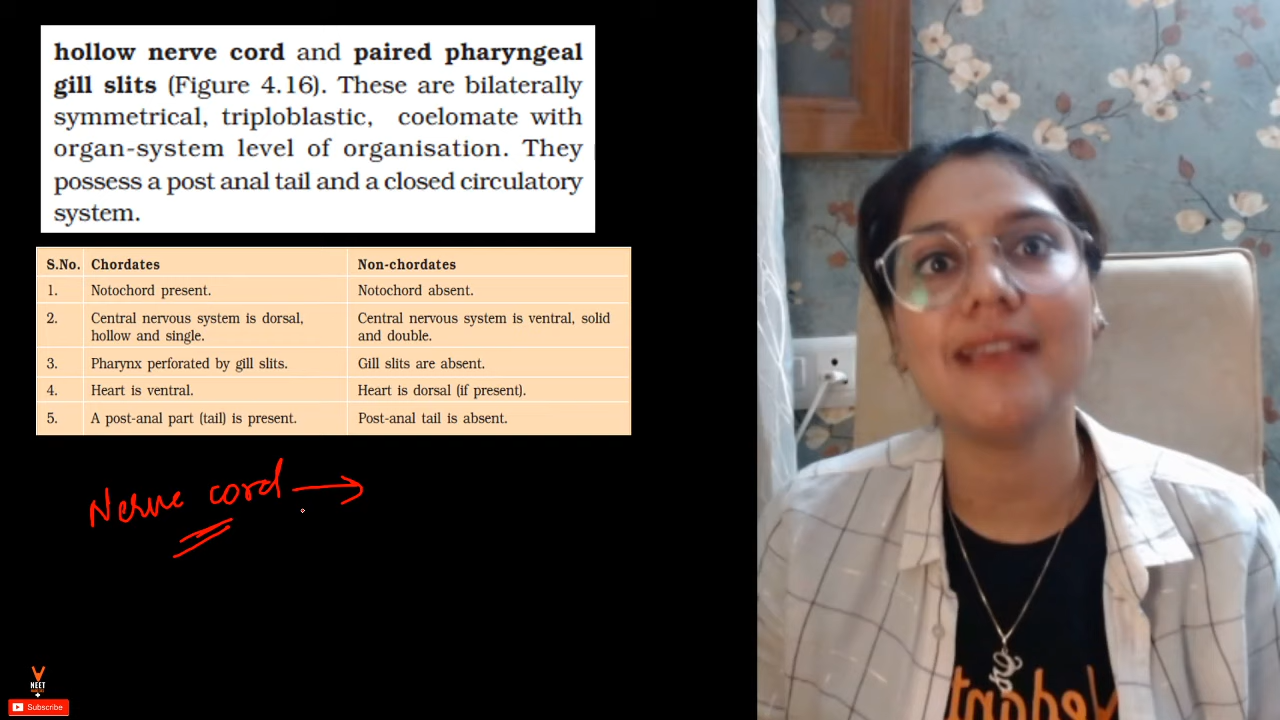 hollow nerve cord and paired pharyngeal
gill slits (Figure 4.16). These are bilaterally
symmetrical, triploblastic, coelomate with
organ-system level of organisation. They
possess a post anal tail and a closed circulatory
system.
S.No. Chordates Non-chordates
1. Notochord present. Notochord absent.
2. Central nervous system is dorsal, Central nervous system is ventral, solid
hollow and single. and double.
3. Pharynx perforated by gill slits. Gill slits are absent.
4. Heart is ventral. Heart is dorsal (if present).
5. A post-anal part (tail) is present. Post-anal tail is absent.
Nerve cord →
NEET
Subscribe